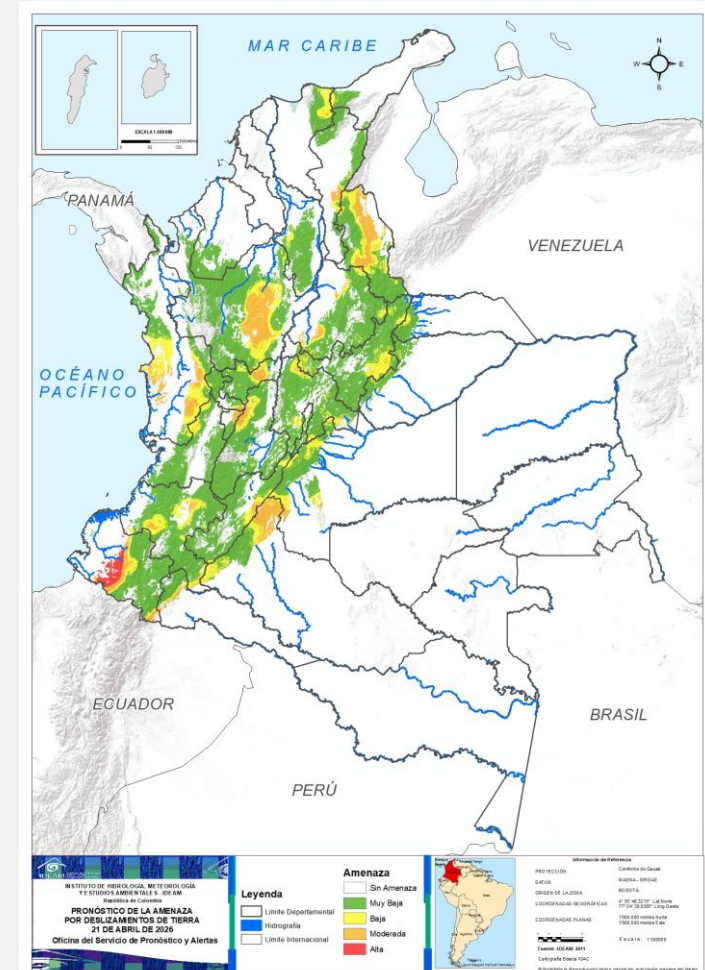 MAR CARIBE
N
W
E
S
PANAMÁ
VENEZUELA
OCÉANO
PACÍFICO
ECUADOR
BRASIL
PERÚ
IDEAM
INSTITUTO DE HIDROLOGÍA, METEOROLOGÍA
Y ESTUDIOS AMBIENTALES - IDEAM
República de Colombia
PRONÓSTICO DE LA AMENAZA
POR DESLIZAMIENTOS DE TIERRA
21 DE ABRIL DE 2026
Oficina del Servicio de Pronóstico y Alertas
Leyenda
Límite Departamental
Hidrografía
Límite Internacional
Amenaza
Sin Amenaza
Muy Baja
Baja
Moderada
Alta
Información de Referencia
PROYECCIÓN
Conforme de Gauss
DATUM
MAGNA - SIRGAS
ORIGEN DE LA ZONA
BOGOTÁ
COORDENADAS GEOGRÁFICAS
COORDENADAS PLANAS
Fuente: IDEAM 2011
Cartografía Básica IGAC